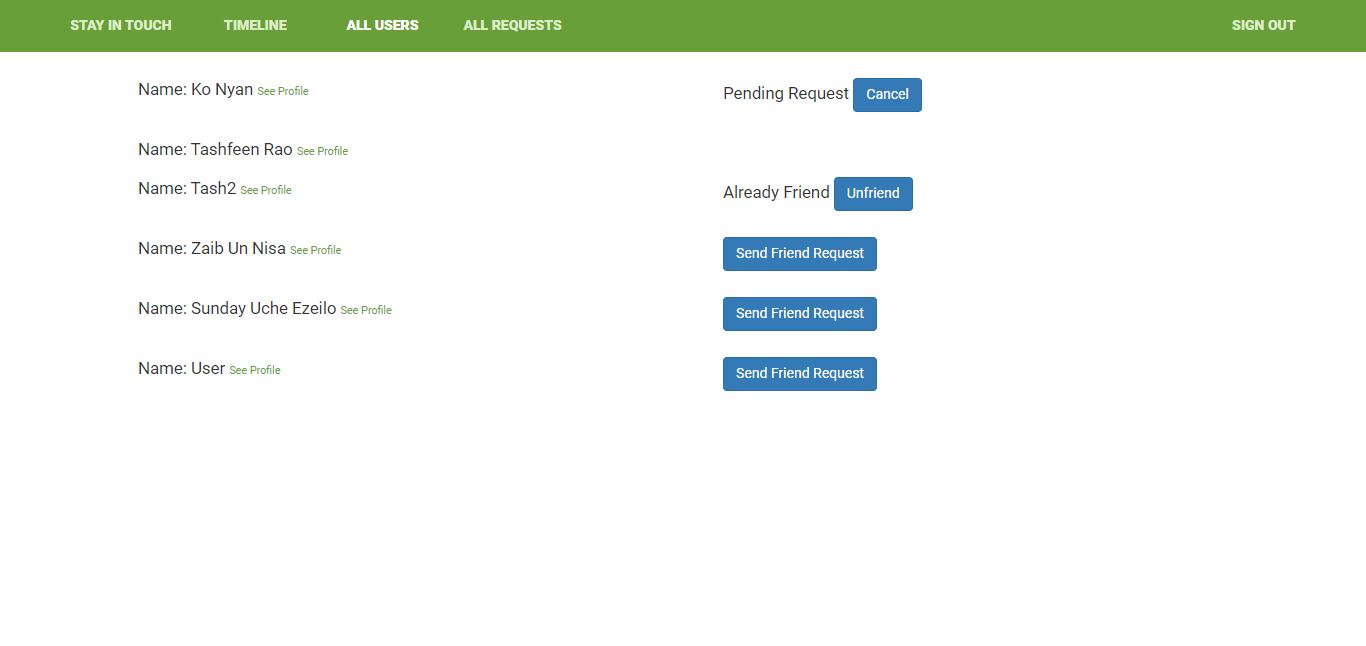 STAY IN TOUCH TIMELINE ALL USERS ALL REQUESTS SIGN OUT
Name: Ko Nyan See Profile Pending Request Cancel
Name: Tashfeen Rao See Profile
Name: Tash2 See Profile Already Friend Unfriend
Name: Zaib Un Nisa See Profile Send Friend Request
Name: Sunday Uche Ezeilo See Profile Send Friend Request
Name: User See Profile Send Friend Request